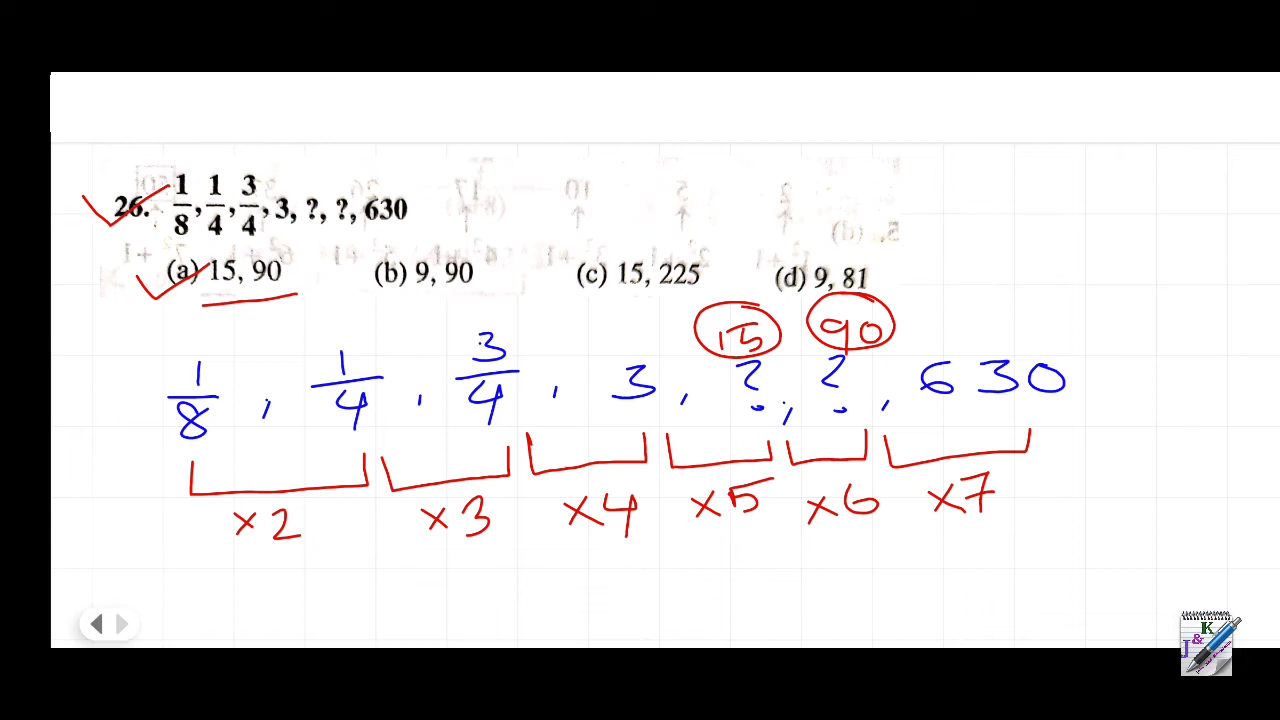 26. 1/8, 1/4, 3/4, 3, ?, ?, 630
(a) 15, 90 (b) 9, 90 (c) 15, 225 (d) 9, 81
15 90
1/8, 1/4, 3/4, 3, ?, ?, 630
×2 ×3 ×4 ×5 ×6 ×7
J & K